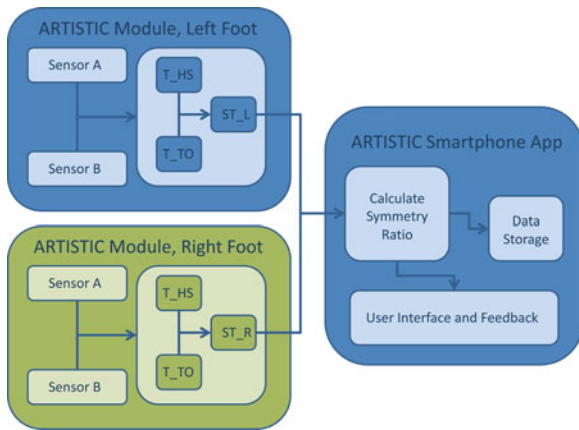 ARTISTIC Module, Left Foot
Sensor A
Sensor B
T_HS
T_TO
ST_L
ARTISTIC Module, Right Foot
Sensor A
Sensor B
T_HS
T_TO
ST_R
ARTISTIC Smartphone App
Calculate
Symmetry
Ratio
Data
Storage
User Interface and Feedback